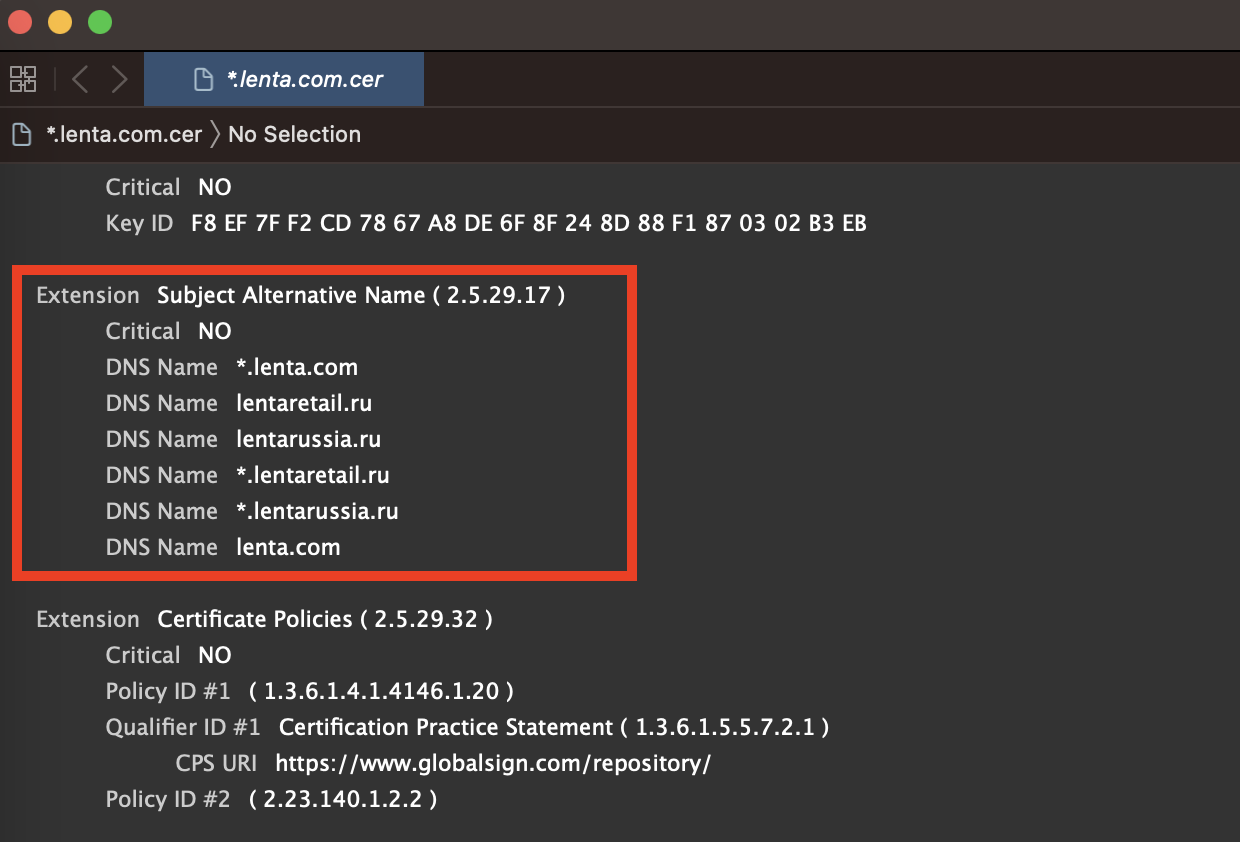 *.lenta.com.cer
*.lenta.com.cer 〉 No Selection
Critical NO
Key ID F8 EF 7F F2 CD 78 67 A8 DE 6F 8F 24 8D 88 F1 87 03 02 B3 EB
Extension Subject Alternative Name ( 2.5.29.17 )
Critical NO
DNS Name *.lenta.com
DNS Name lentaretail.ru
DNS Name lentarussia.ru
DNS Name *.lentaretail.ru
DNS Name *.lentarussia.ru
DNS Name lenta.com
Extension Certificate Policies ( 2.5.29.32 )
Critical NO
Policy ID #1 ( 1.3.6.1.4.1.4146.1.20 )
Qualifier ID #1 Certification Practice Statement ( 1.3.6.1.5.5.7.2.1 )
CPS URI https://www.globalsign.com/repository/
Policy ID #2 ( 2.23.140.1.2.2 )